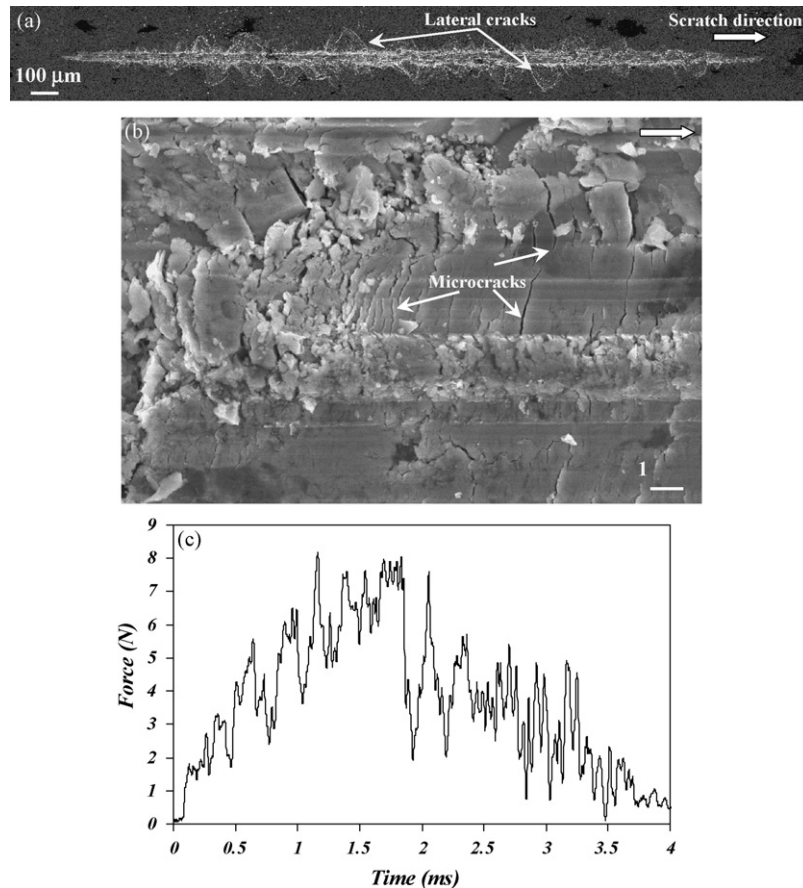 (a)
Lateral cracks
Scratch direction
100 µm
(b)
Microcracks
1
(c)
Force (N)
9
8
7
6
5
4
3
2
1
0
0 0.5 1 1.5 2 2.5 3 3.5 4
Time (ms)